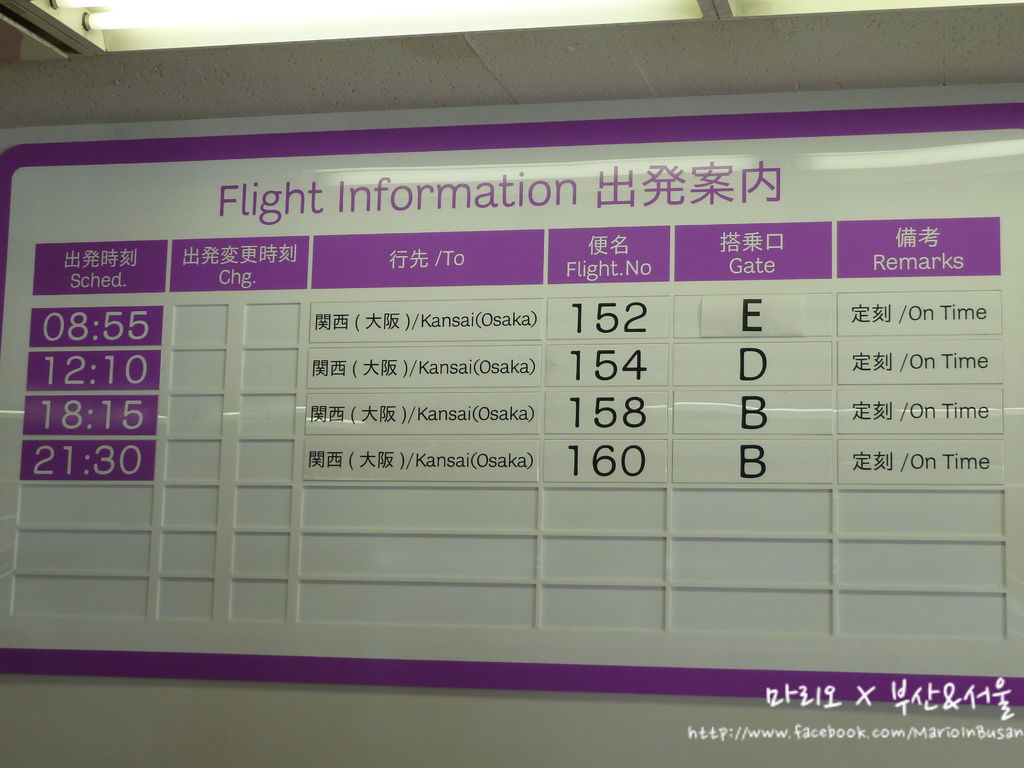 Flight Information 出発案内
出発時刻 出発変更時刻 行先 /To 便名 搭乗口 備考
Sched. Chg. Flight.No Gate Remarks
08:55 関西 ( 大阪 )/Kansai(Osaka) 152 E 定刻 /On Time
12:10 関西 ( 大阪 )/Kansai(Osaka) 154 D 定刻 /On Time
18:15 関西 ( 大阪 )/Kansai(Osaka) 158 B 定刻 /On Time
21:30 関西 ( 大阪 )/Kansai(Osaka) 160 B 定刻 /On Time
마리오 X 부산&서울
http://www.facebook.com/MarioInBusan